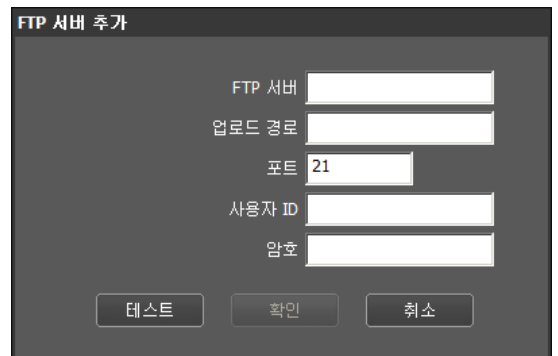 FTP 서버 추가
FTP 서버
업로드 경로
포트 21
사용자 ID
암호
테스트 확인 취소